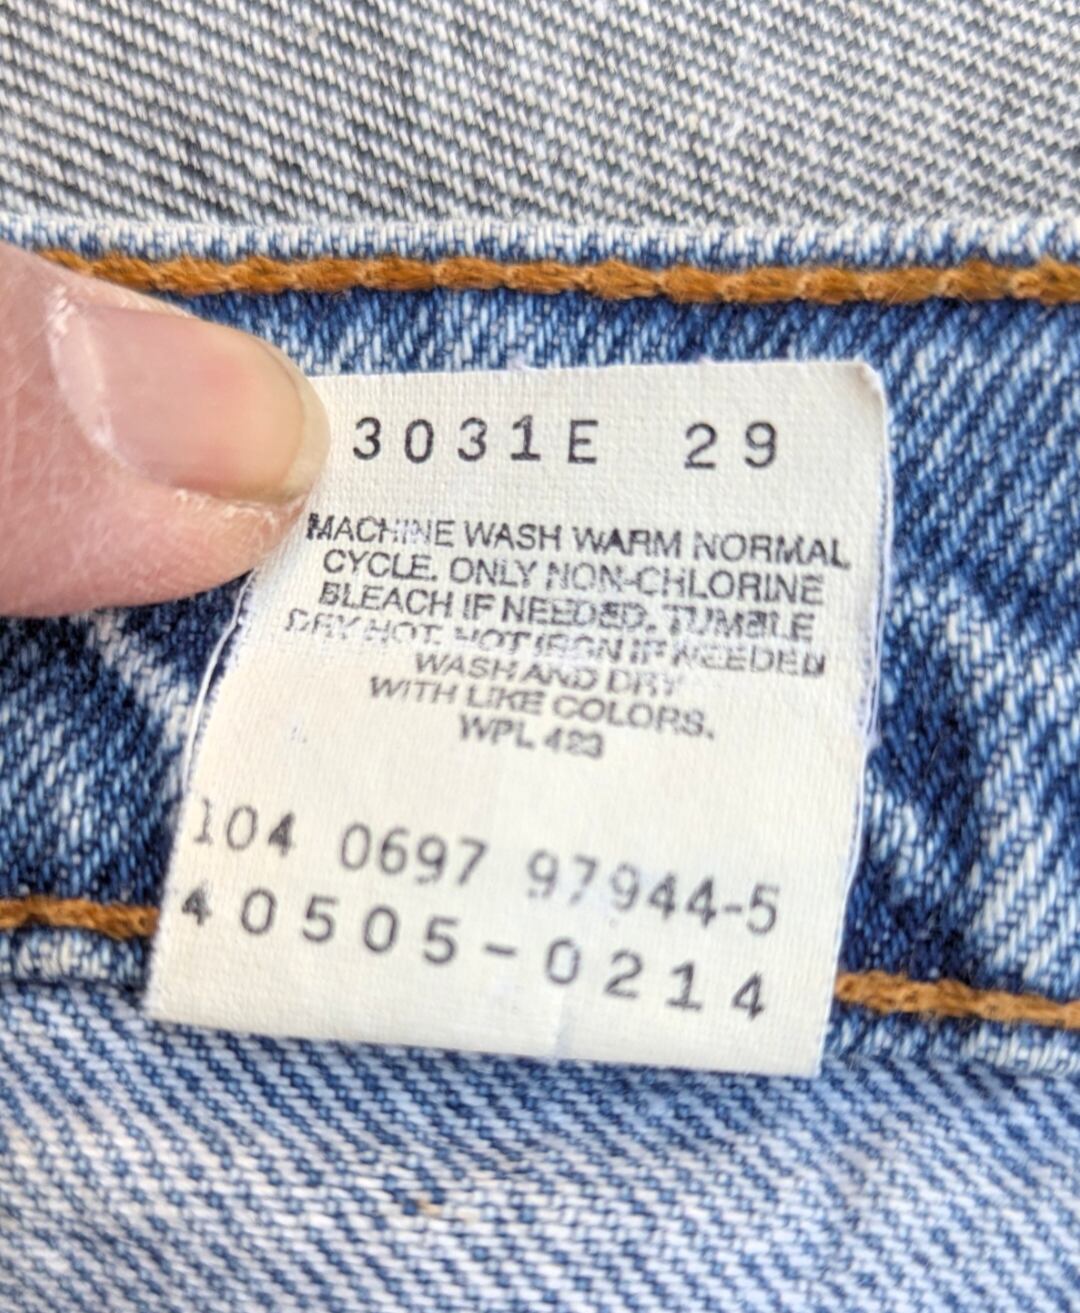 3031E 29
MACHINE WASH WARM NORMAL
CYCLE. ONLY NON-CHLORINE
BLEACH IF NEEDED. TUMBLE
DRY HOT. HOT IRON IF NEEDED
WASH AND DRY
WITH LIKE COLORS.
WPL 423
104 0697 97944-5
40505-0214